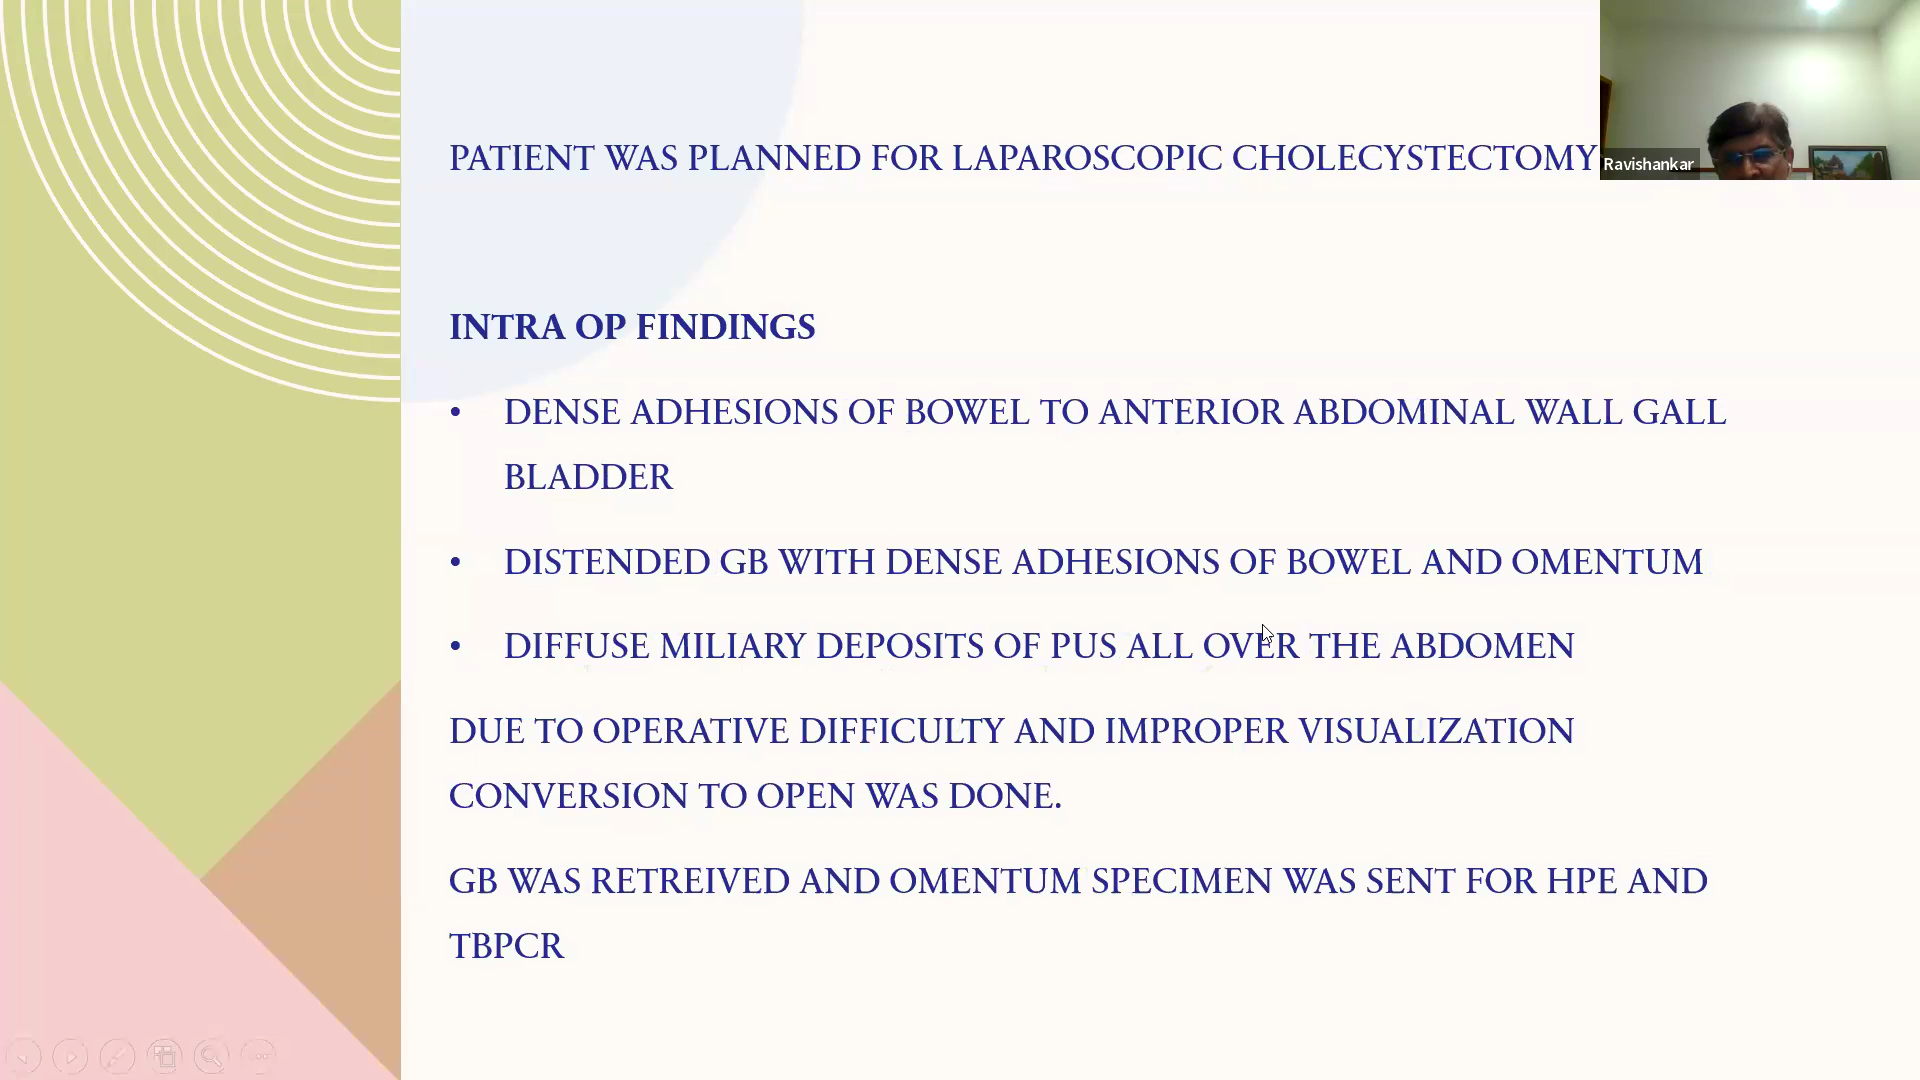 PATIENT WAS PLANNED FOR LAPAROSCOPIC CHOLECYSTECTOMY
Ravishankar
INTRA OP FINDINGS
• DENSE ADHESIONS OF BOWEL TO ANTERIOR ABDOMINAL WALL GALL
BLADDER
• DISTENDED GB WITH DENSE ADHESIONS OF BOWEL AND OMENTUM
• DIFFUSE MILIARY DEPOSITS OF PUS ALL OVER THE ABDOMEN
DUE TO OPERATIVE DIFFICULTY AND IMPROPER VISUALIZATION
CONVERSION TO OPEN WAS DONE.
GB WAS RETREIVED AND OMENTUM SPECIMEN WAS SENT FOR HPE AND
TBPCR